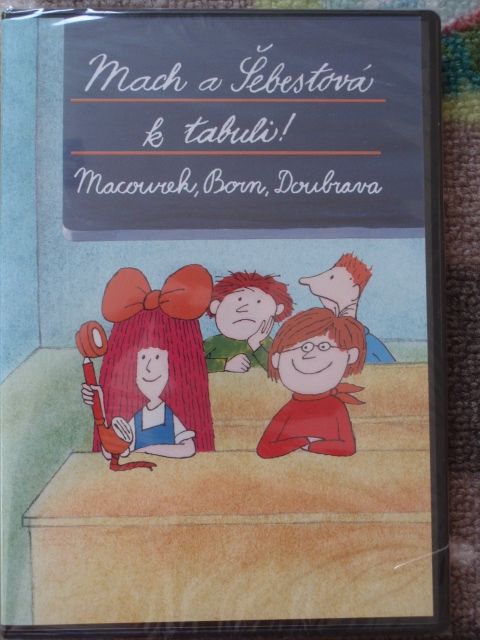 Mach a Šebestová
k tabuli!
Macourek, Born, Doubrava